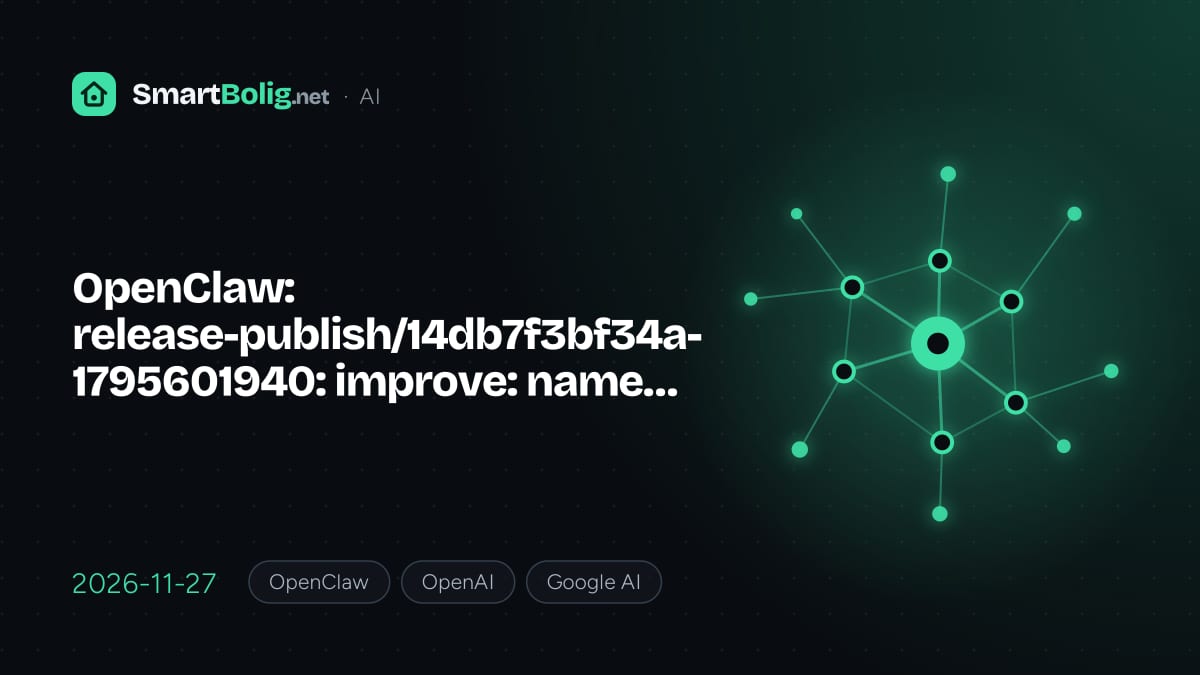 SmartBolig.net · AI
OpenClaw:
release-publish/14db7f3bf34a-
1795601940: improve: name...
2026-11-27 OpenClaw OpenAI Google AI